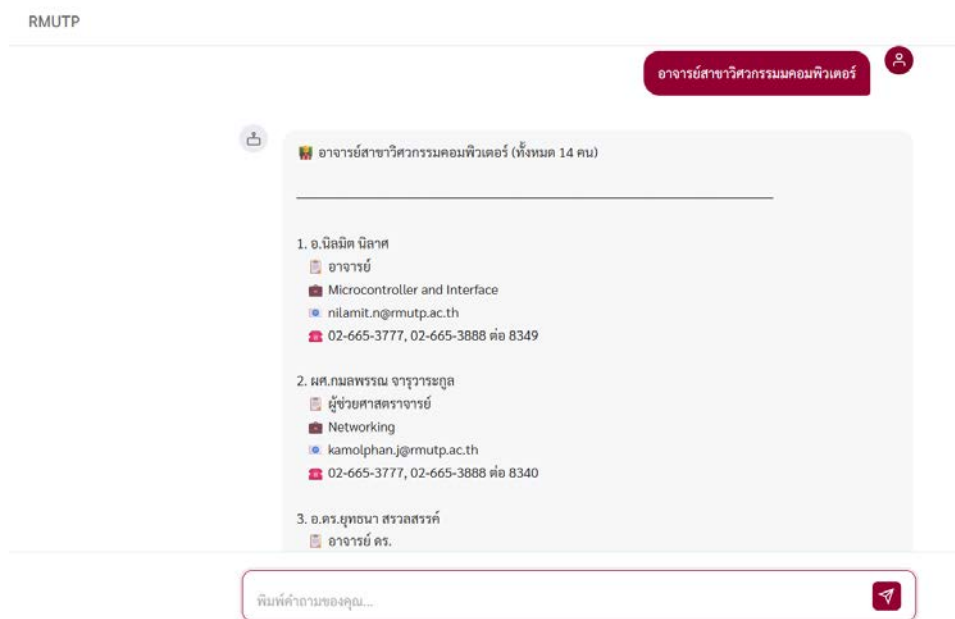 RMUTP
อาจารย์สาขาวิศวกรรมมคอมพิวเตอร์
อาจารย์สาขาวิศวกรรมคอมพิวเตอร์ (ทั้งหมด 14 คน)
1. อ.นิลมิต นิลาศ
อาจารย์
Microcontroller and Interface
nilamit.n@rmutp.ac.th
02-665-3777, 02-665-3888 ต่อ 8349
2. ผศ.กมลพรรณ จารุวาระกูล
ผู้ช่วยศาสตราจารย์
Networking
kamolphan.j@rmutp.ac.th
02-665-3777, 02-665-3888 ต่อ 8340
3. อ.ดร.ยุทธนา สรวลสรรค์
อาจารย์ ดร.
พิมพ์คำถามของคุณ...